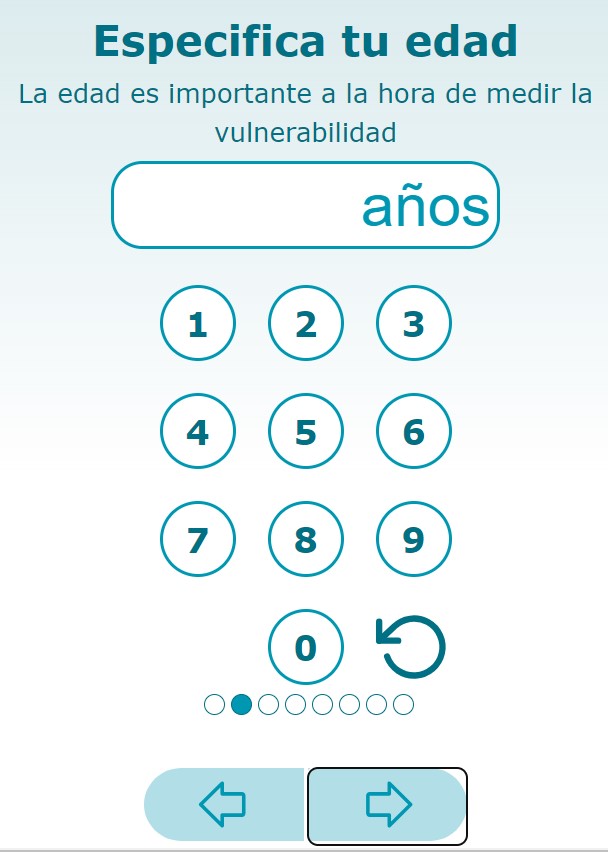 Especifica tu edad
La edad es importante a la hora de medir la
vulnerabilidad
años
1 2 3
4 5 6
7 8 9
0